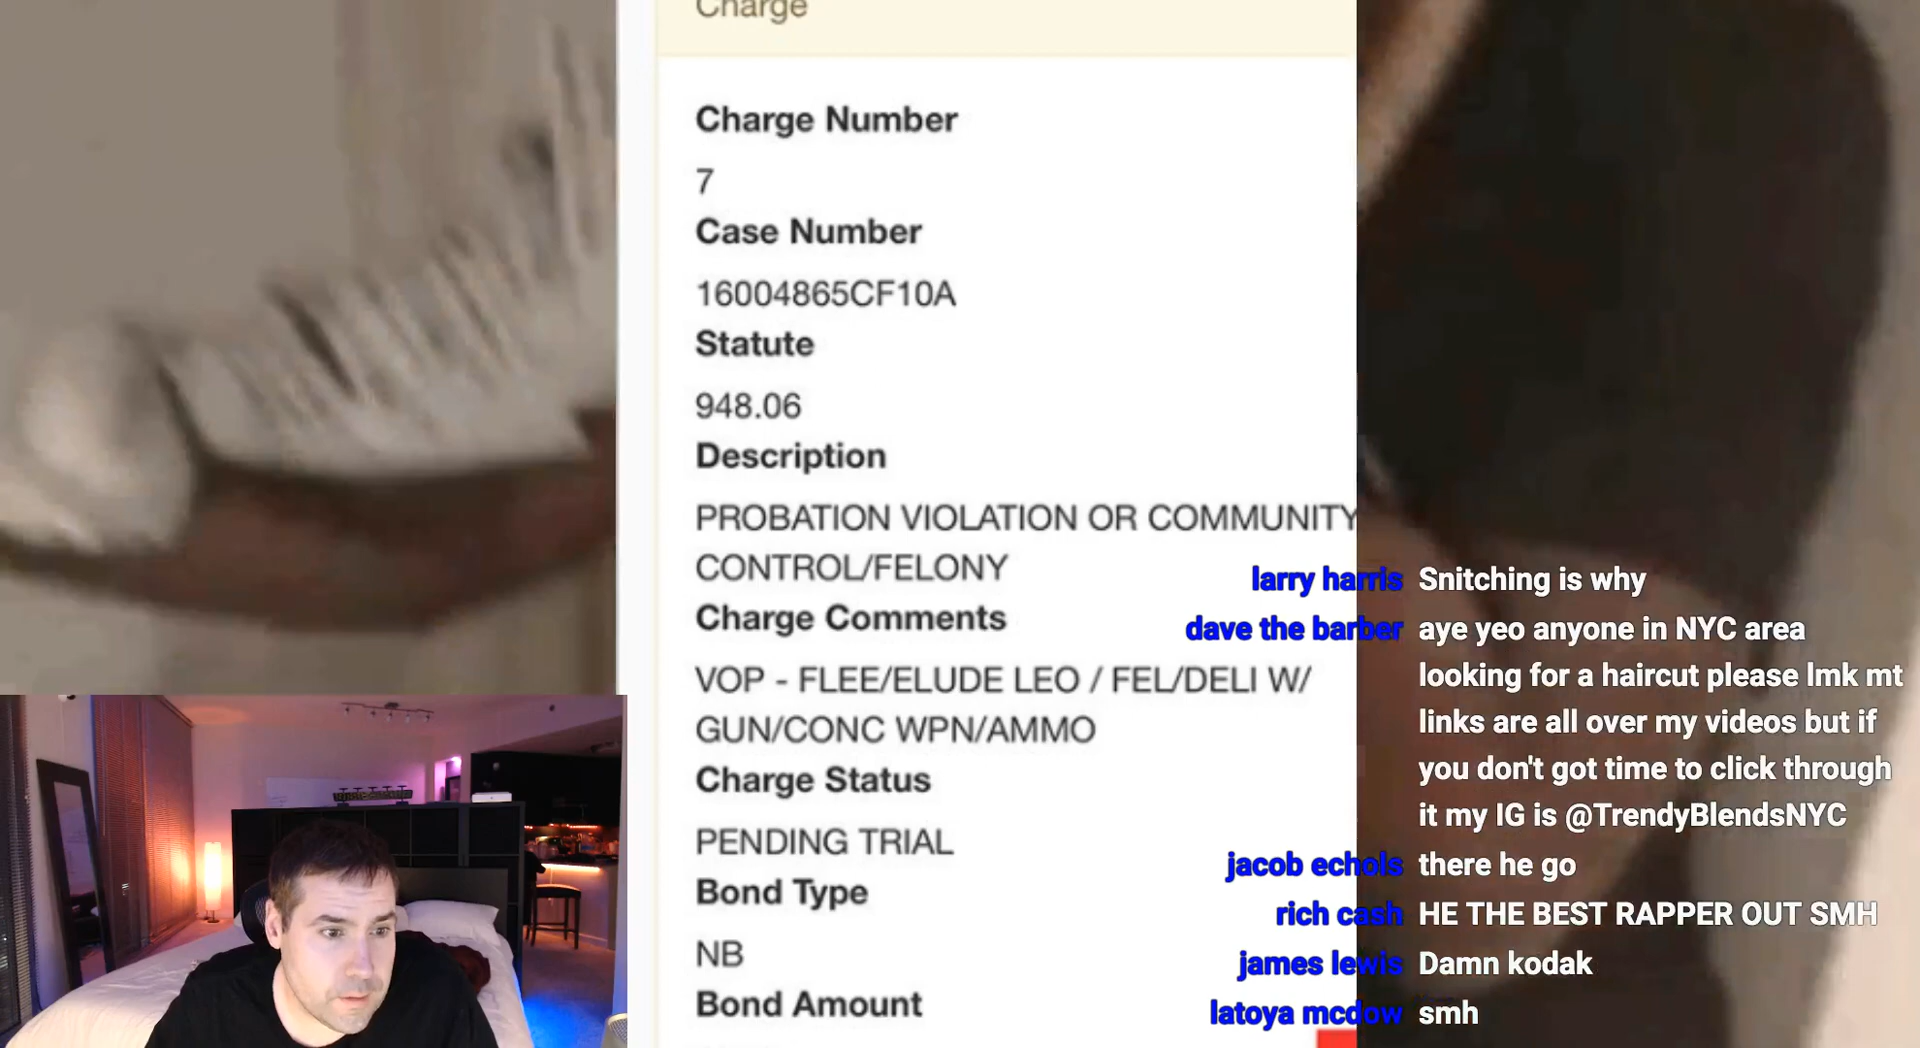 Charge
Charge Number
7
Case Number
16004865CF10A
Statute
948.06
Description
PROBATION VIOLATION OR COMMUNITY
CONTROL/FELONY
Charge Comments
VOP - FLEE/ELUDE LEO / FEL/DELI W/
GUN/CONC WPN/AMMO
Charge Status
PENDING TRIAL
Bond Type
NB
Bond Amount
larry harris Snitching is why
dave the barber aye yeo anyone in NYC area
looking for a haircut please lmk mt
links are all over my videos but if
you don't got time to click through
it my IG is @TrendyBlendsNYC
jacob echols there he go
rich cash HE THE BEST RAPPER OUT SMH
james lewis Damn kodak
latoya mcdow smh